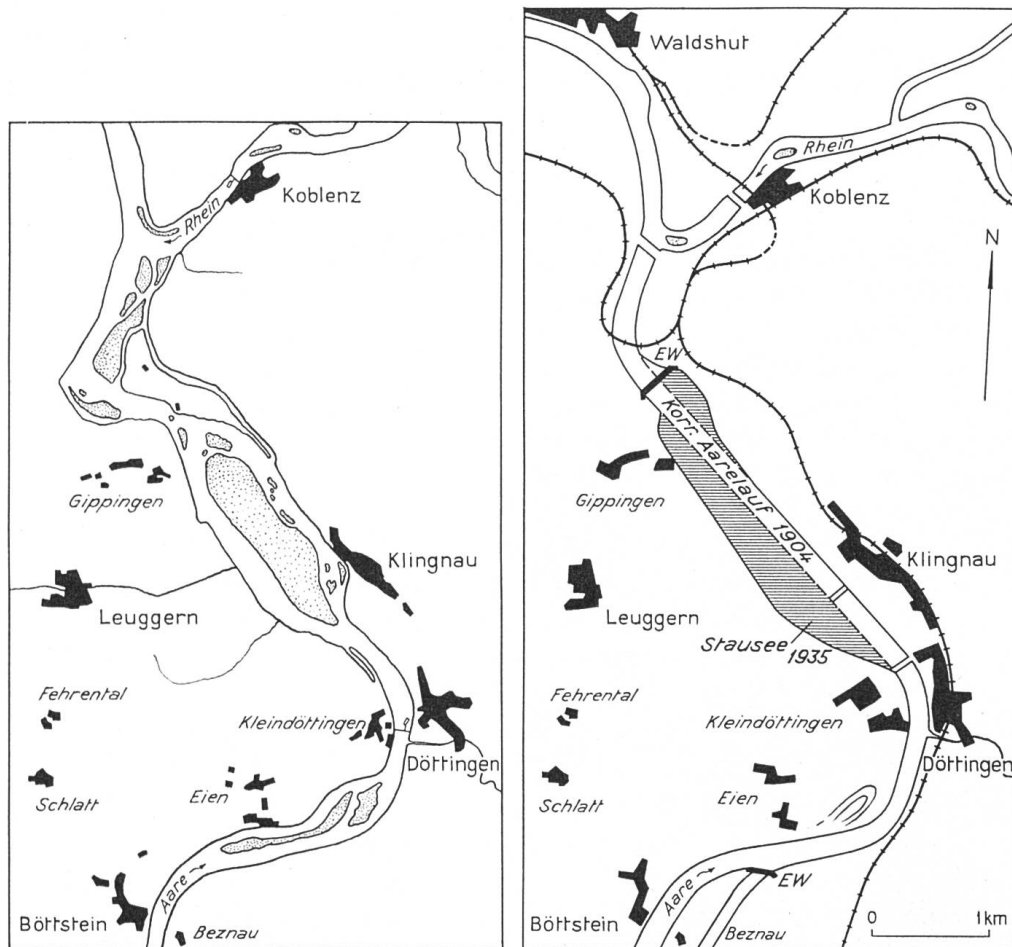 Koblenz
Rhein
Gippingen
Klingnau
Leuggern
Fehrental
Kleindöttingen
Döttingen
Schlatt
Eien
Aare
Böttstein
Beznau
Waldshut
Rhein
Koblenz
N
EW
Korr. Aarelauf 1904
Gippingen
Klingnau
Leuggern
Stausee 1935
Fehrental
Kleindöttingen
Döttingen
Schlatt
Eien
EW
Aare
Böttstein
Beznau
0 1km